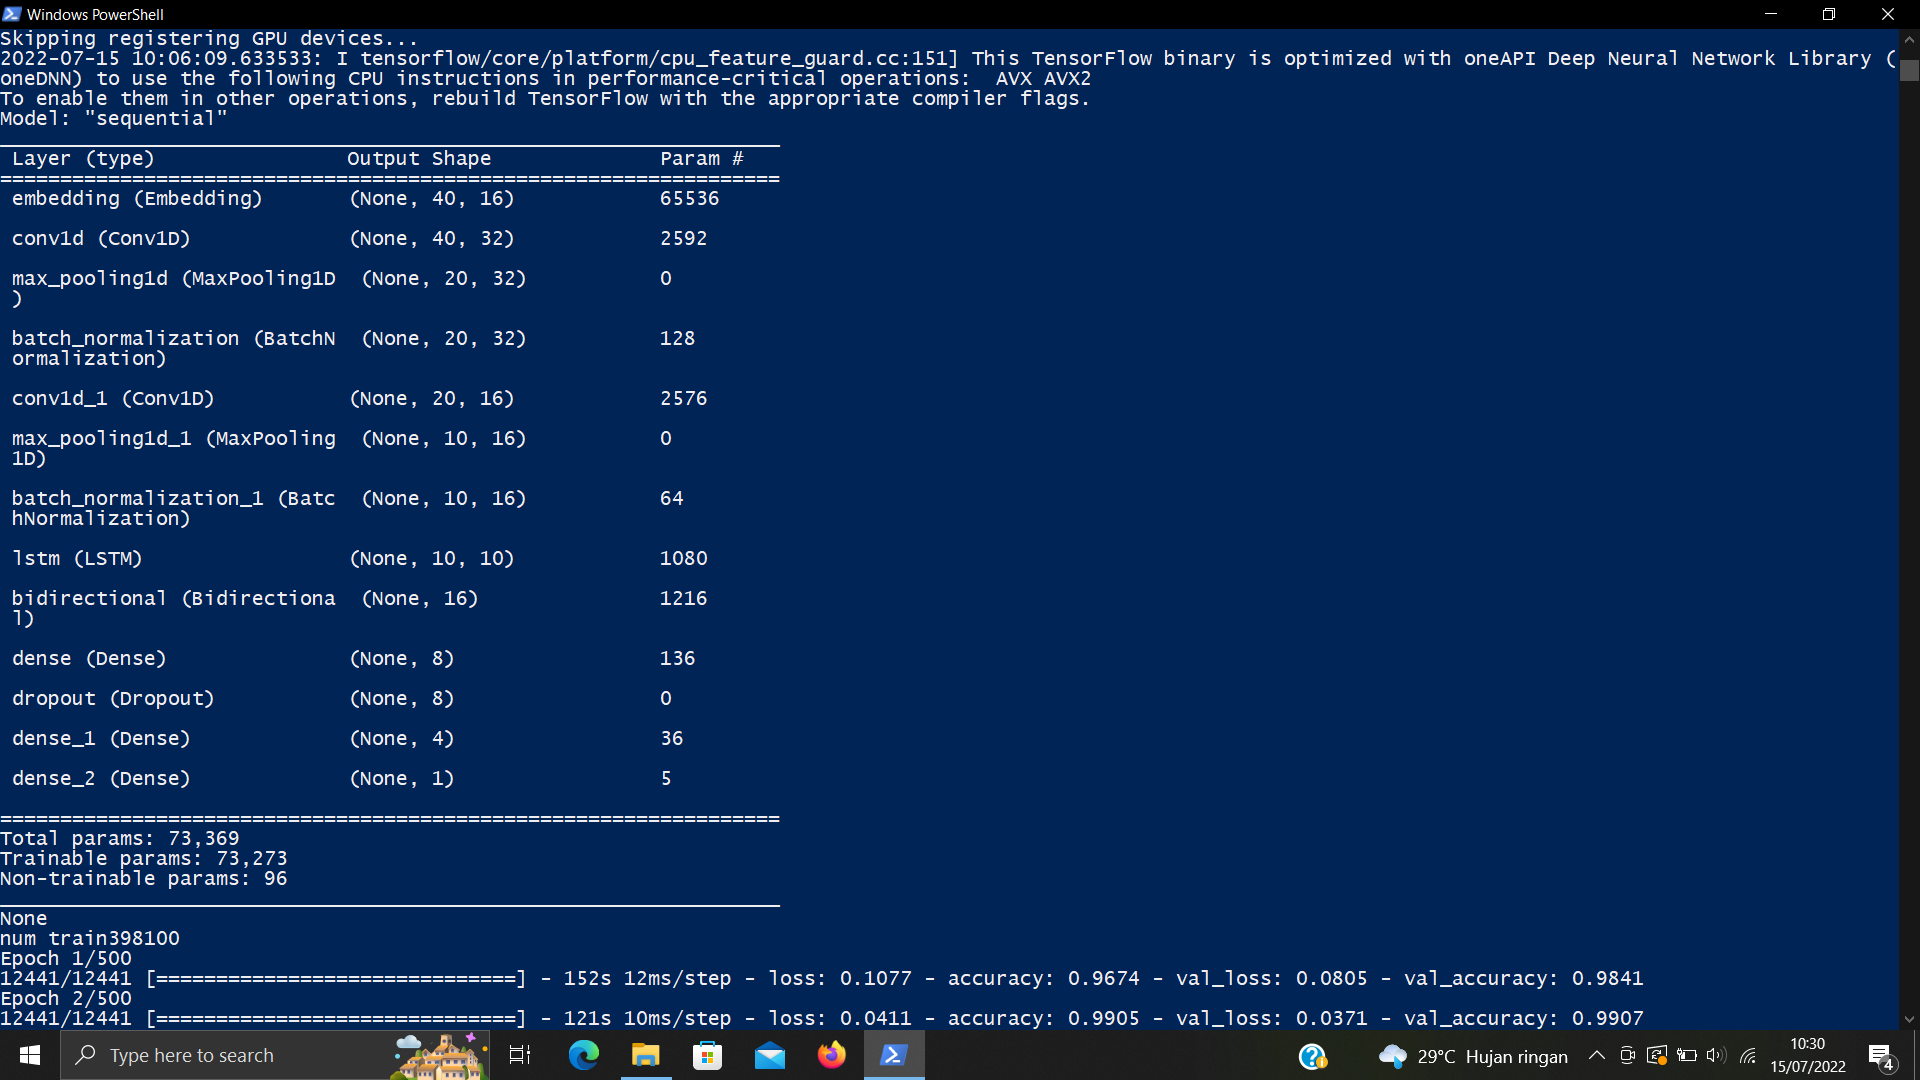 Windows PowerShell
Skipping registering GPU devices...
2022-07-15 10:06:09.633533: I tensorflow/core/platform/cpu_feature_guard.cc:151] This TensorFlow binary is optimized with oneAPI Deep Neural Network Library (
oneDNN) to use the following CPU instructions in performance-critical operations:  AVX AVX2
To enable them in other operations, rebuild TensorFlow with the appropriate compiler flags.
Model: "sequential"
_________________________________________________________________
 Layer (type)                Output Shape              Param #
=================================================================
 embedding (Embedding)       (None, 40, 16)            65536
 conv1d (Conv1D)             (None, 40, 32)            2592
 max_pooling1d (MaxPooling1D  (None, 20, 32)           0
 )
 batch_normalization (BatchN  (None, 20, 32)           128
 ormalization)
 conv1d_1 (Conv1D)           (None, 20, 16)            2576
 max_pooling1d_1 (MaxPooling  (None, 10, 16)           0
 1D)
 batch_normalization_1 (Batc  (None, 10, 16)           64
 hNormalization)
 lstm (LSTM)                 (None, 10, 10)            1080
 bidirectional (Bidirectiona  (None, 16)               1216
 l)
 dense (Dense)               (None, 8)                 136
 dropout (Dropout)           (None, 8)                 0
 dense_1 (Dense)             (None, 4)                 36
 dense_2 (Dense)             (None, 1)                 5
=================================================================
Total params: 73,369
Trainable params: 73,273
Non-trainable params: 96
_________________________________________________________________
None
num train398100
Epoch 1/500
12441/12441 [==============================] - 152s 12ms/step - loss: 0.1077 - accuracy: 0.9674 - val_loss: 0.0805 - val_accuracy: 0.9841
Epoch 2/500
12441/12441 [==============================] - 121s 10ms/step - loss: 0.0411 - accuracy: 0.9905 - val_loss: 0.0371 - val_accuracy: 0.9907
Type here to search
29°C Hujan ringan
10:30
15/07/2022
4